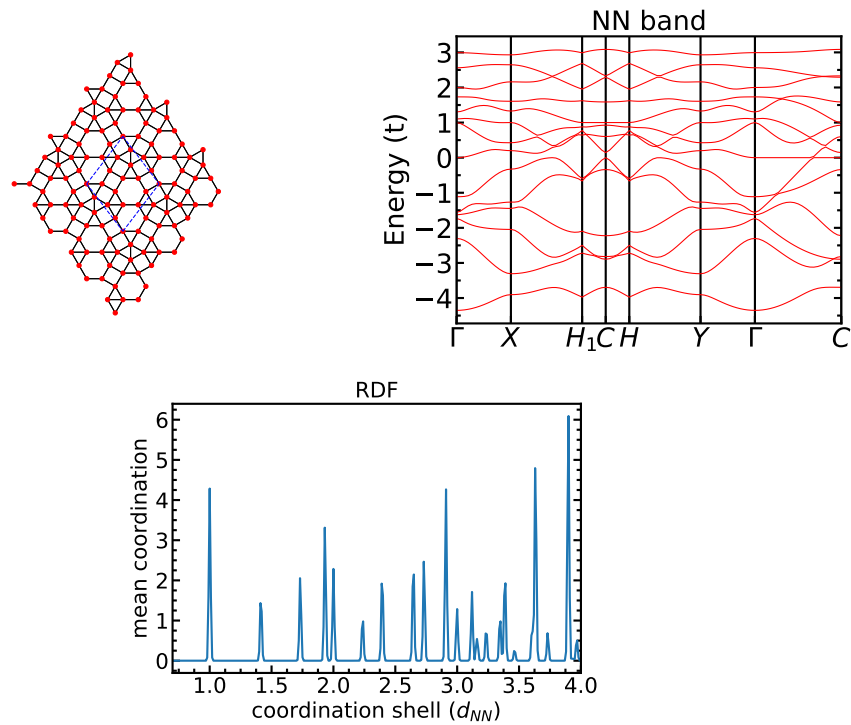 NN band
Energy (t)
3
2
1
0
−1
−2
−3
−4
Γ X H₁ C H Y Γ C
RDF
mean coordination
6
5
4
3
2
1
0
1.0 1.5 2.0 2.5 3.0 3.5 4.0
coordination shell (d_{NN})